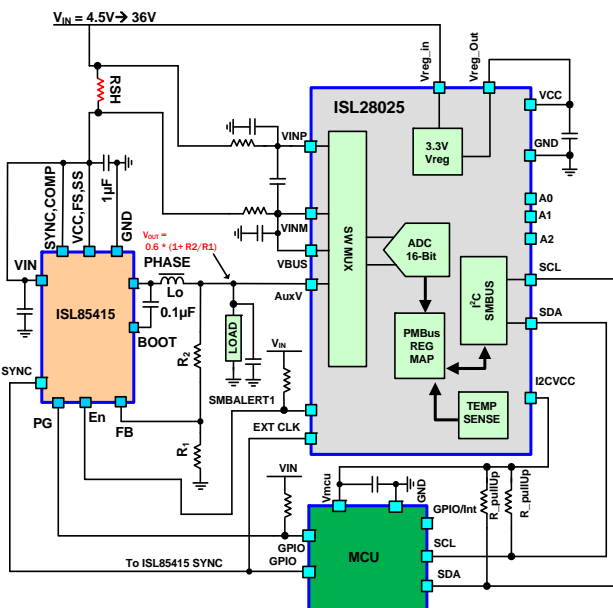 VIN = 4.5V→ 36V
Vreg_in
Vreg_Out
RSH
ISL28025
VCC
VINP
3.3V
Vreg
GND
SYNC,COMP
VCC,FS,SS
1µF
GND
A0
A1
A2
VINM
VOUT =
0.6 * (1+ R2/R1)
SW MUX
ADC
16-Bit
VBUS
VIN
PHASE
Lo
AuxV
SCL
I²C
SMBUS
ISL85415
0.1µF
BOOT
LOAD
SDA
PMBus
REG
MAP
VIN
R2
SYNC
SMBALERT1
I2CVCC
PG
En
FB
EXT CLK
TEMP
SENSE
R1
VIN
Vmcu
GND
R_pullUp
R_pullUp
GPIO/Int
GPIO
MCU
SCL
To ISL85415 SYNC
GPIO
SDA